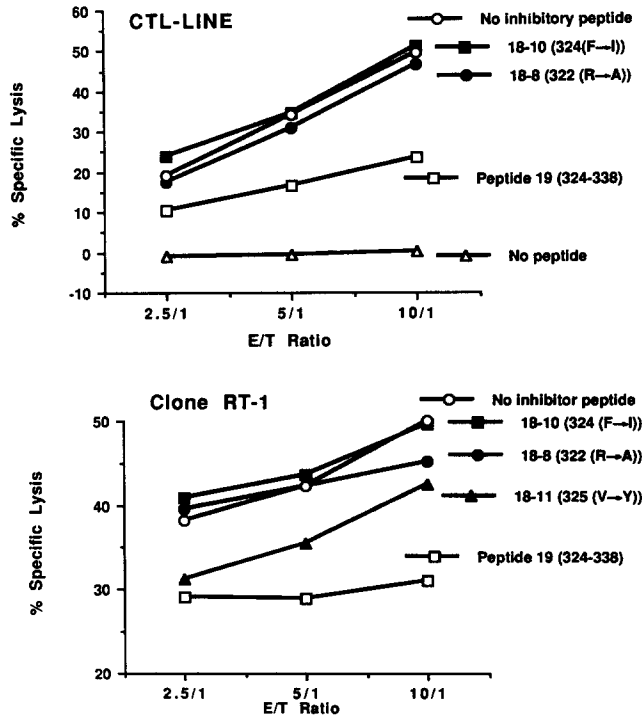 CTL-LINE
No inhibitory peptide
18-10 (324(F→I))
18-8 (322 (R→A))
Peptide 19 (324-338)
No peptide
% Specific Lysis
60
50
40
30
20
10
0
-10
2.5/1
5/1
10/1
E/T Ratio
Clone RT-1
No inhibitor peptide
18-10 (324 (F→I))
18-8 (322 (R→A))
18-11 (325 (V→Y))
Peptide 19 (324-338)
% Specific Lysis
50
40
30
20
2.5/1
5/1
10/1
E/T Ratio